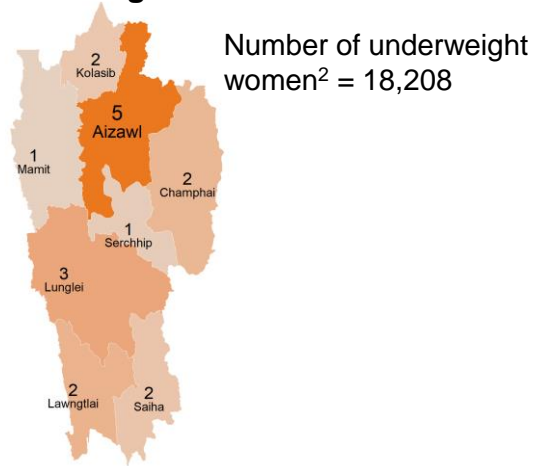 Number of underweight
women² = 18,208
2
Kolasib
5
Aizawl
1
Mamit
2
Champhai
1
Serchhip
3
Lunglei
2
Lawngtlai
2
Saiha